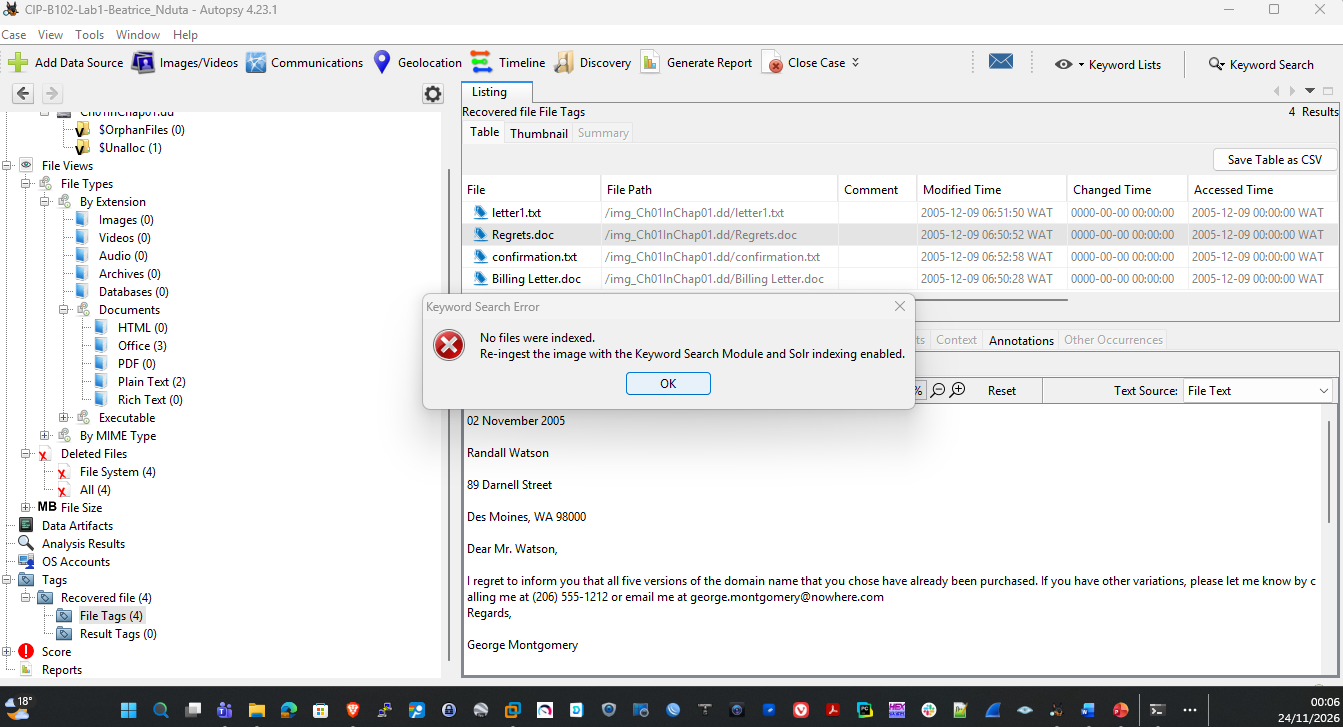 CIP-B102-Lab1-Beatrice_Nduta - Autopsy 4.23.1
Case View Tools Window Help
Add Data Source Images/Videos Communications Geolocation Timeline Discovery Generate Report Close Case Keyword Lists Keyword Search
Ch01InChap01.dd
$OrphanFiles (0)
$Unalloc (1)
File Views
File Types
By Extension
Images (0)
Videos (0)
Audio (0)
Archives (0)
Databases (0)
Documents
HTML (0)
Office (3)
PDF (0)
Plain Text (2)
Rich Text (0)
Executable
By MIME Type
Deleted Files
File System (4)
All (4)
MB File Size
Data Artifacts
Analysis Results
OS Accounts
Tags
Recovered file (4)
File Tags (4)
Result Tags (0)
Score
Reports
Listing
Recovered file File Tags 4 Results
Table Thumbnail Summary
Save Table as CSV
File File Path Comment Modified Time Changed Time Accessed Time
letter1.txt /img_Ch01InChap01.dd/letter1.txt 2005-12-09 06:51:50 WAT 0000-00-00 00:00:00 2005-12-09 00:00:00 WAT
Regrets.doc /img_Ch01InChap01.dd/Regrets.doc 2005-12-09 06:50:52 WAT 0000-00-00 00:00:00 2005-12-09 00:00:00 WAT
confirmation.txt /img_Ch01InChap01.dd/confirmation.txt 2005-12-09 06:52:58 WAT 0000-00-00 00:00:00 2005-12-09 00:00:00 WAT
Billing Letter.doc /img_Ch01InChap01.dd/Billing Letter.doc 2005-12-09 06:50:28 WAT 0000-00-00 00:00:00 2005-12-09 00:00:00 WAT
Keyword Search Error
No files were indexed.
Re-ingest the image with the Keyword Search Module and Solr indexing enabled.
OK
Context Annotations Other Occurrences
% Reset Text Source: File Text
02 November 2005
Randall Watson
89 Darnell Street
Des Moines, WA 98000
Dear Mr. Watson,
I regret to inform you that all five versions of the domain name that you chose have already been purchased. If you have other variations, please let me know by c
alling me at (206) 555-1212 or email me at george.montgomery@nowhere.com
Regards,
George Montgomery
18°
00:06
24/11/2026